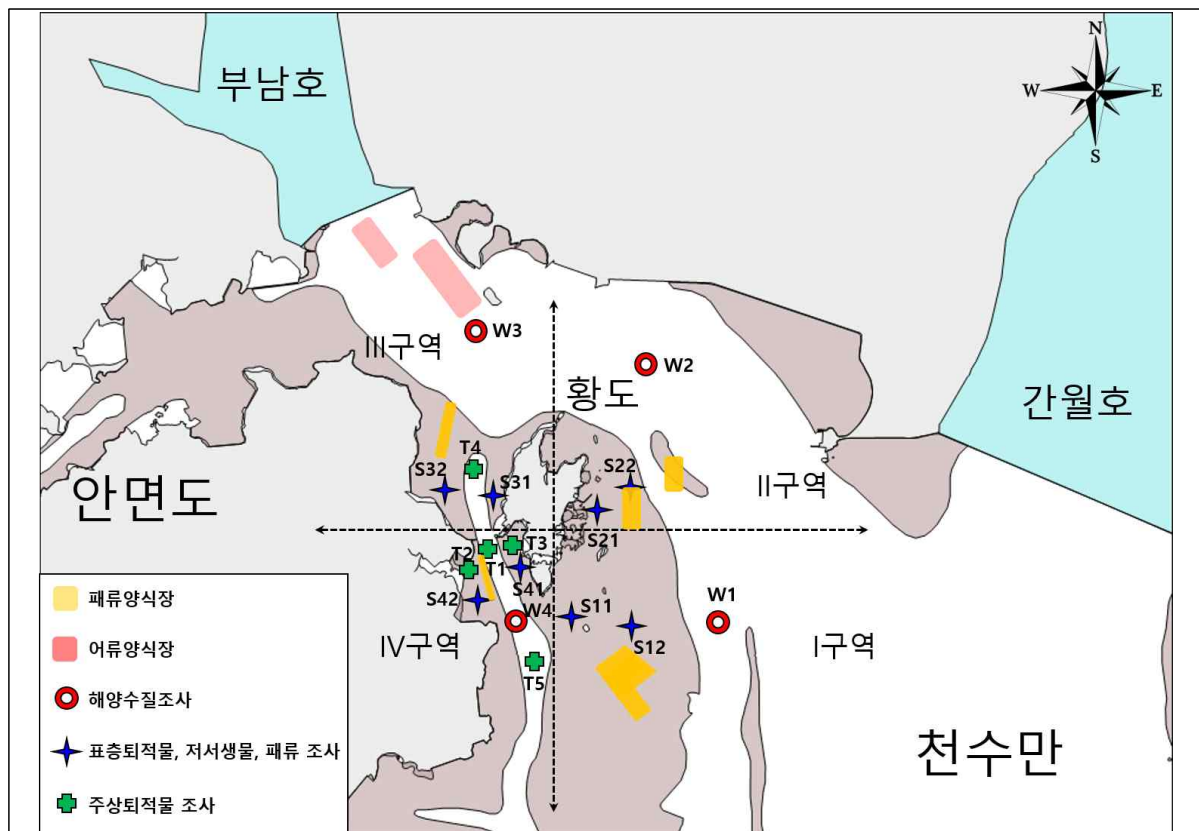 부남호
N
W
E
S
W3
III구역
W2
황도
간월호
T4
S32
S31
S22
II구역
안면도
S21
T3
T2
T1
S41
S42
W4
S11
W1
S12
IV구역
I구역
T5
천수만
패류양식장
어류양식장
해양수질조사
표층퇴적물, 저서생물, 패류 조사
주상퇴적물 조사